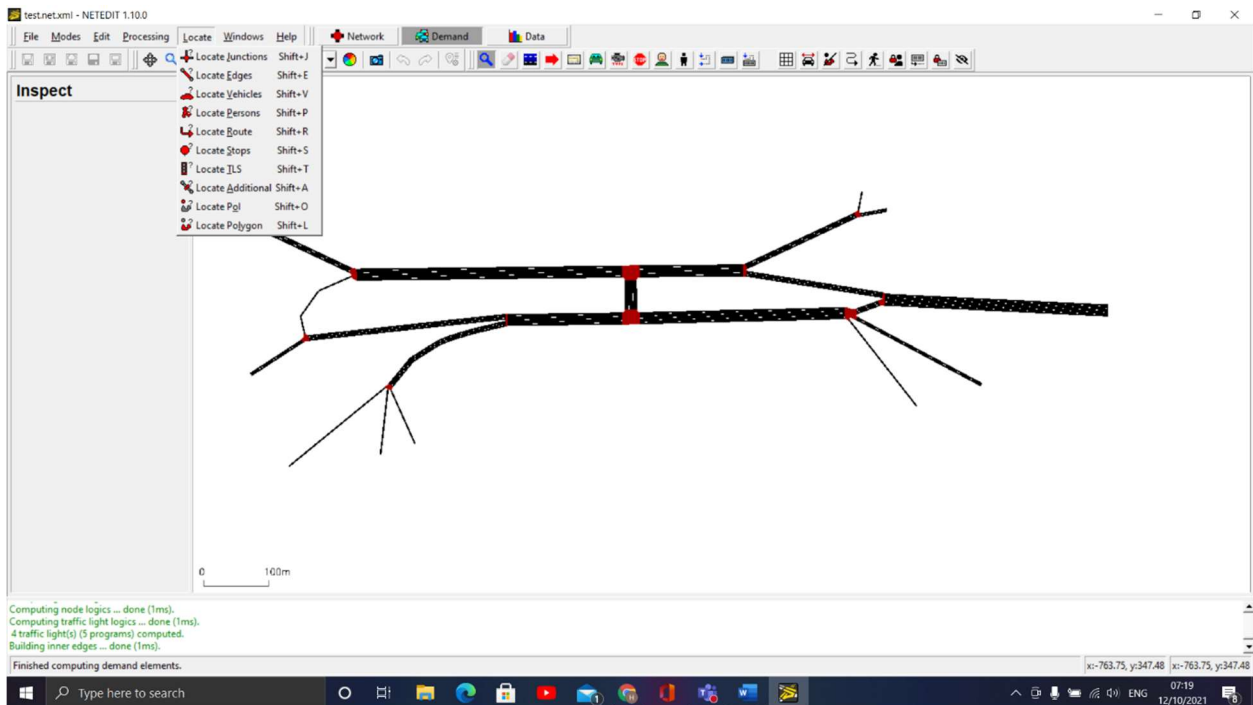 test.net.xml - NETEDIT 1.10.0
File Modes Edit Processing Locate Windows Help Network Demand Data
Locate Junctions Shift+J
Locate Edges Shift+E
Locate Vehicles Shift+V
Locate Persons Shift+P
Locate Route Shift+R
Locate Stops Shift+S
Locate TLS Shift+T
Locate Additional Shift+A
Locate PoI Shift+O
Locate Polygon Shift+L
Inspect
0 100m
Computing node logics ... done (1ms).
Computing traffic light logics ... done (1ms).
4 traffic light(s) (5 programs) computed.
Building inner edges ... done (1ms).
Finished computing demand elements.
x:-763.75, y:347.48 x:-763.75, y:347.48
Type here to search
ENG
07:19
12/10/2021